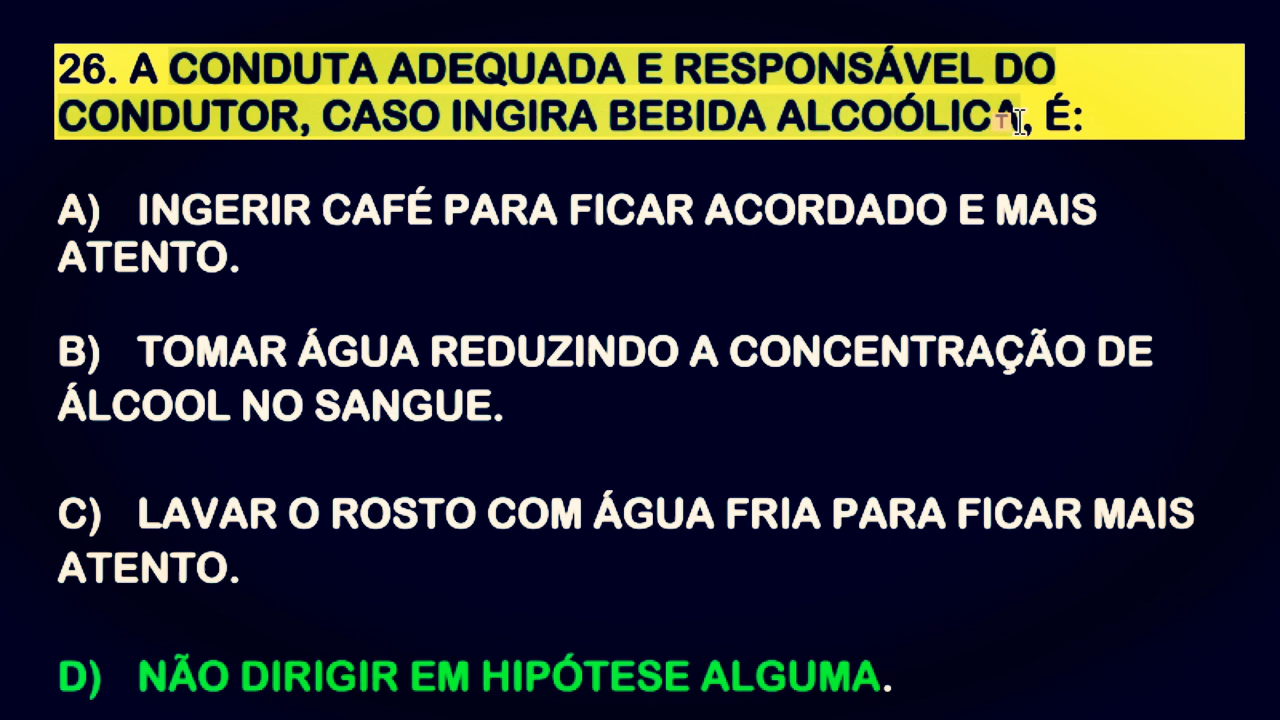 26. A CONDUTA ADEQUADA E RESPONSÁVEL DO
CONDUTOR, CASO INGIRA BEBIDA ALCOÓLICA, É:
A) INGERIR CAFÉ PARA FICAR ACORDADO E MAIS
ATENTO.
B) TOMAR ÁGUA REDUZINDO A CONCENTRAÇÃO DE
ÁLCOOL NO SANGUE.
C) LAVAR O ROSTO COM ÁGUA FRIA PARA FICAR MAIS
ATENTO.
D) NÃO DIRIGIR EM HIPÓTESE ALGUMA.